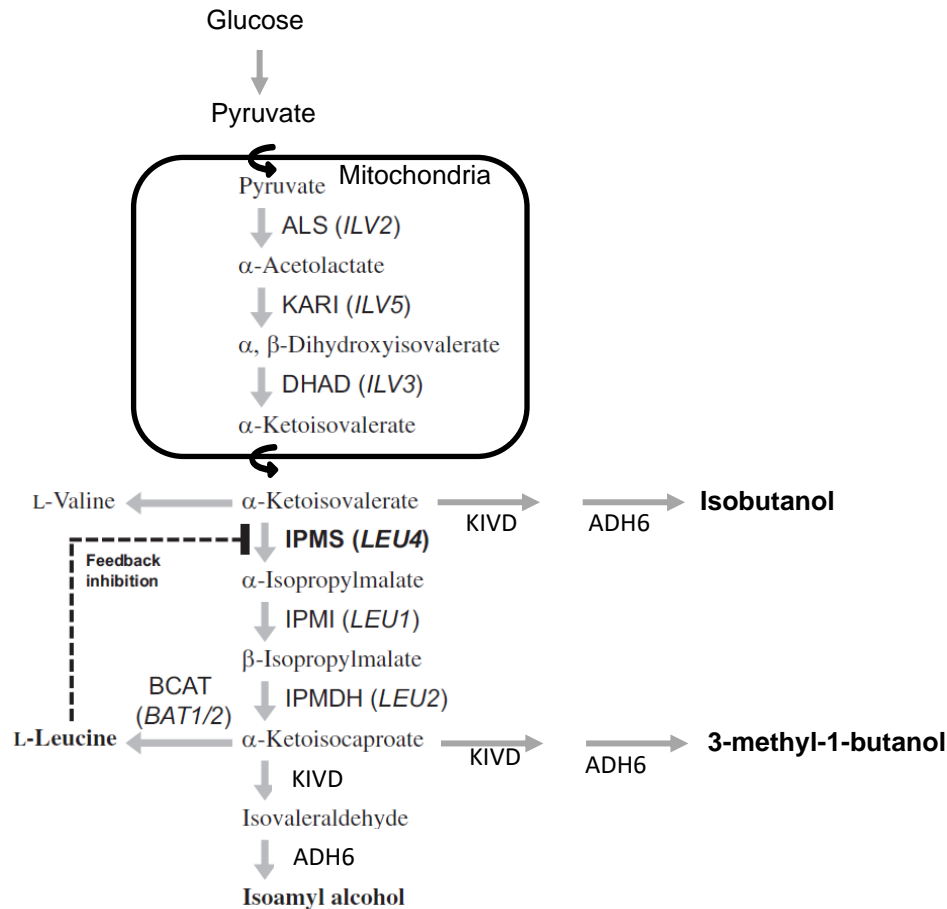 Glucose
Pyruvate
Mitochondria
Pyruvate
ALS (ILV2)
α-Acetolactate
KARI (ILV5)
α, β-Dihydroxyisovalerate
DHAD (ILV3)
α-Ketoisovalerate
L-Valine
α-Ketoisovalerate
KIVD
ADH6
Isobutanol
IPMS (LEU4)
Feedback
inhibition
α-Isopropylmalate
IPMI (LEU1)
β-Isopropylmalate
BCAT
(BAT1/2)
IPMDH (LEU2)
L-Leucine
α-Ketoisocaproate
KIVD
ADH6
3-methyl-1-butanol
KIVD
Isovaleraldehyde
ADH6
Isoamyl alcohol